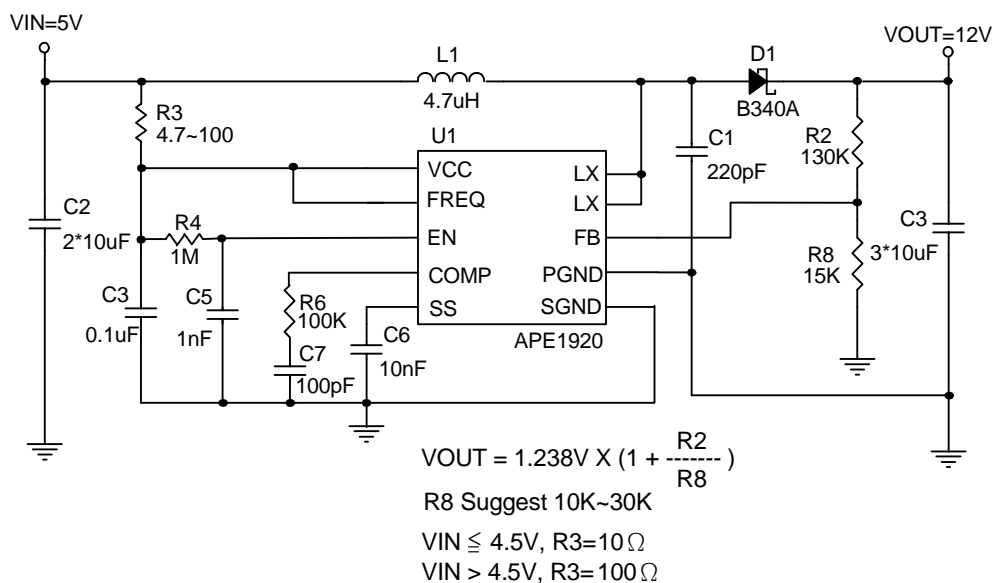 VIN=5V
VOUT=12V
L1
4.7uH
D1
B340A
R3
4.7~100
U1
C1
220pF
R2
130K
VCC
FREQ
EN
COMP
SS
LX
LX
FB
PGND
SGND
APE1920
C2
2*10uF
R4
1M
C3
0.1uF
C5
1nF
R6
100K
C7
100pF
C6
10nF
R8
15K
C3
3*10uF
VOUT = 1.238V X (1 + R2
------- )
R8
R8 Suggest 10K~30K
VIN ≦ 4.5V, R3=10Ω
VIN > 4.5V, R3=100Ω